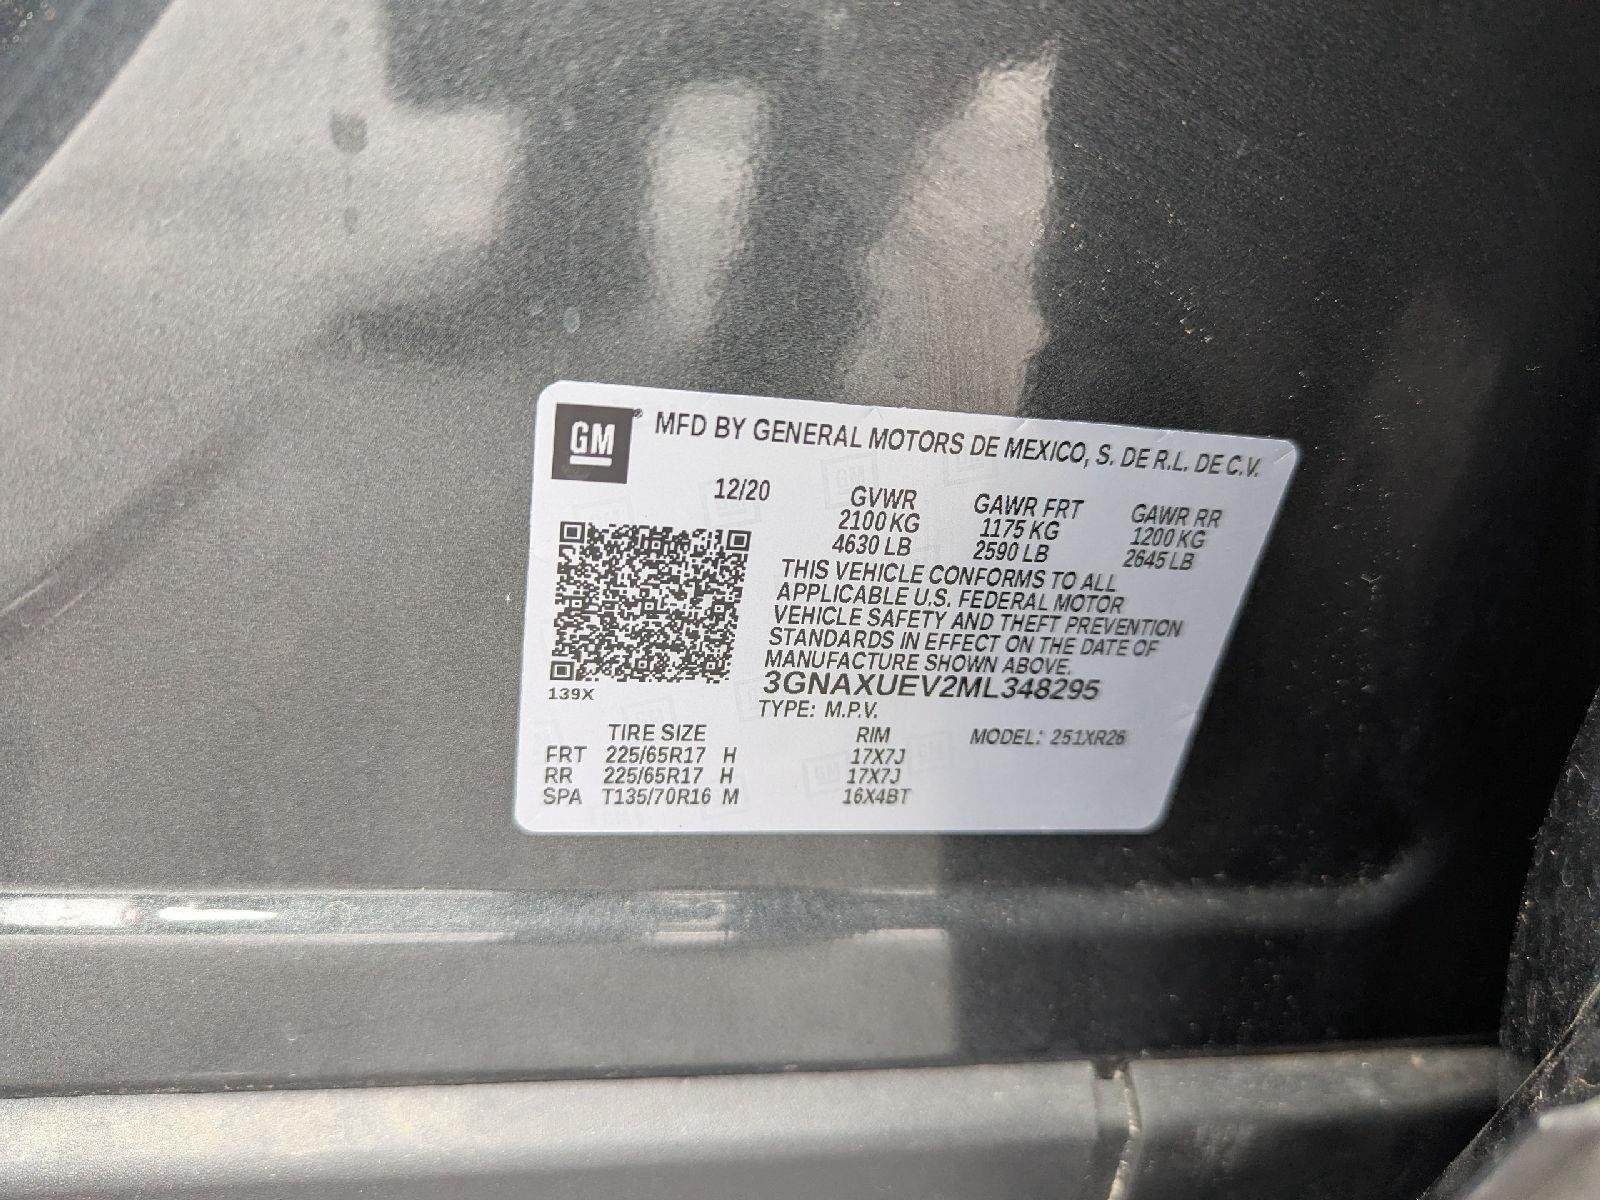 GM® MFD BY GENERAL MOTORS DE MEXICO, S. DE R.L. DE C.V.
12/20
GVWR GAWR FRT GAWR RR
2100 KG 1175 KG 1200 KG
4630 LB 2590 LB 2645 LB
THIS VEHICLE CONFORMS TO ALL
APPLICABLE U.S. FEDERAL MOTOR
VEHICLE SAFETY AND THEFT PREVENTION
STANDARDS IN EFFECT ON THE DATE OF
MANUFACTURE SHOWN ABOVE.
3GNAXUEV2ML348295
139X
TYPE: M.P.V.
TIRE SIZE RIM MODEL: 251XR26
FRT 225/65R17 H 17X7J
RR 225/65R17 H 17X7J
SPA T135/70R16 M 16X4BT